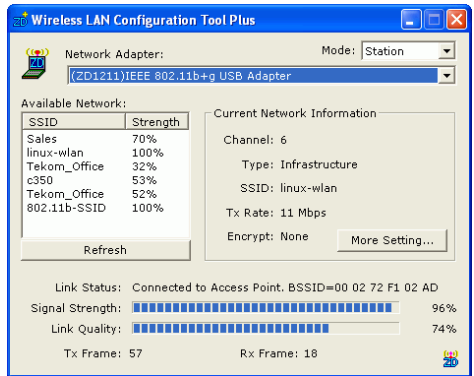 Wireless LAN Configuration Tool Plus
Network Adapter:
Mode: Station
(ZD1211)IEEE 802.11b+g USB Adapter
Available Network:
SSID Strength
Sales 70%
linux-wlan 100%
Tekom_Office 32%
c350 53%
Tekom_Office 52%
802.11b-SSID 100%
Refresh
Current Network Information
Channel: 6
Type: Infrastructure
SSID: linux-wlan
Tx Rate: 11 Mbps
Encrypt: None
More Setting...
Link Status: Connected to Access Point. BSSID=00 02 72 F1 02 AD
Signal Strength: 96%
Link Quality: 74%
Tx Frame: 57 Rx Frame: 18
ZD